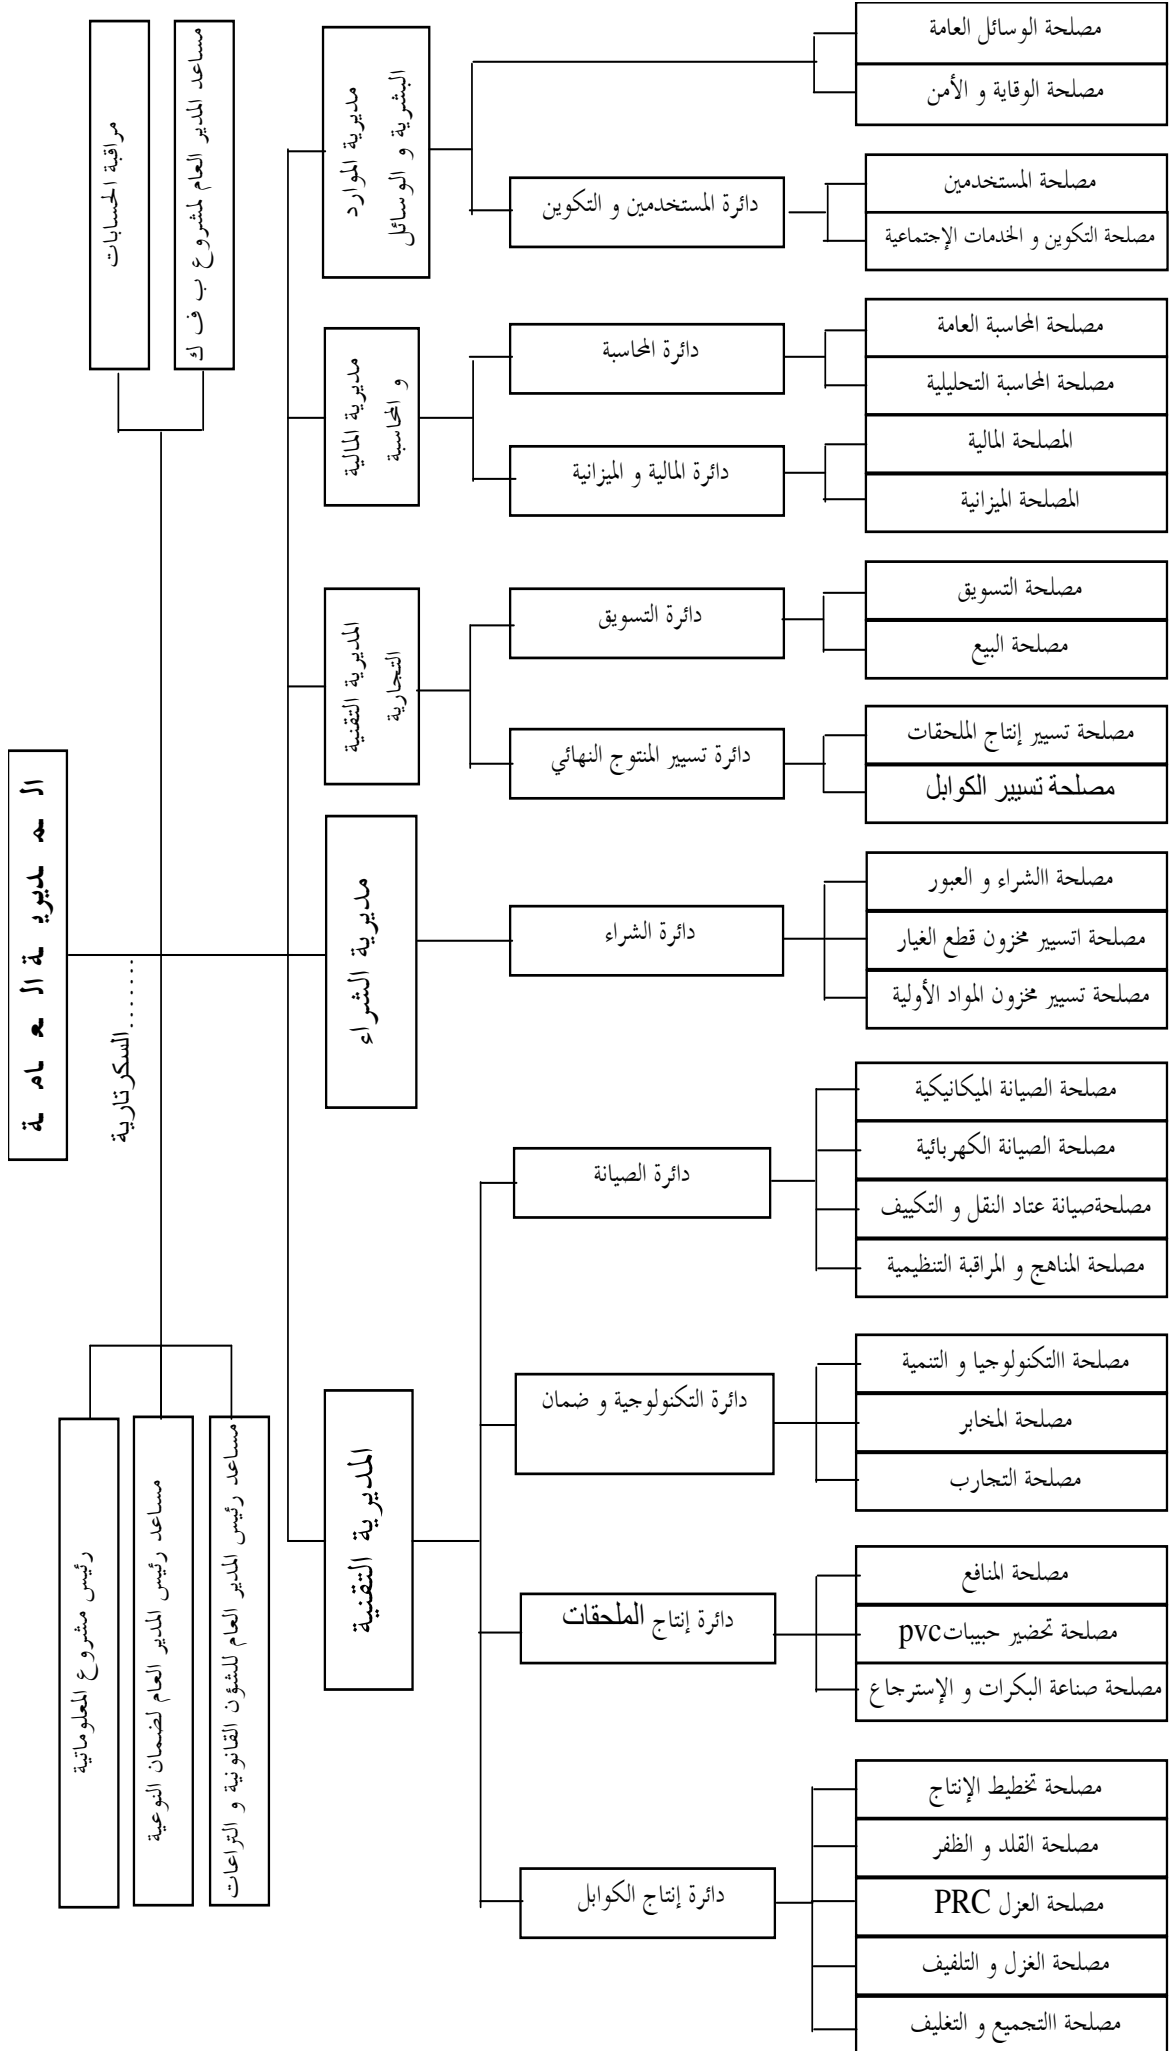 مراقبة الحسابات
مساعد المدير العام لمشروع ب ف ك
الـمـديريـة الـعـامـة
السكرتارية........
رئيس مشروع المعلوماتية
مساعد رئيس المدير العام لضمان النوعية
مساعد رئيس المدير العام للشؤن القانونية و التراعات
مديرية الموارد
البشرية و الوسائل
دائرة المستخدمين و التكوين
مصلحة الوسائل العامة
مصلحة الوقاية و الأمن
مصلحة المستخدمين
مصلحة التكوين و الخدمات الإجتماعية
مديرية المالية
و المحاسبة
دائرة المحاسبة
مصلحة المحاسبة العامة
مصلحة المحاسبة التحليلية
دائرة المالية و الميزانية
المصلحة المالية
المصلحة الميزانية
المديرية التقنية
التجارية
دائرة التسويق
مصلحة التسويق
مصلحة البيع
دائرة تسيير المنتوج النهائي
مصلحة تسيير إنتاج الملحقات
مصلحة تسيير الكوابل
مديرية الشراء
دائرة الشراء
مصلحة االشراء و العبور
مصلحة اتسيير مخزون قطع الغيار
مصلحة تسيير مخزون المواد الأولية
المديرية التقنية
دائرة الصيانة
مصلحة الصيانة الميكانيكية
مصلحة الصيانة الكهربائية
مصلحةصيانة عتاد النقل و التكييف
مصلحة المناهج و المراقبة التنظيمية
دائرة التكنولوجية و ضمان
مصلحة االتكنولوجيا و التنمية
مصلحة المخابر
مصلحة التجارب
دائرة إنتاج الملحقات
مصلحة المنافع
مصلحة تحضير حبيبات pvc
مصلحة صناعة البكرات و الإسترجاع
دائرة إنتاج الكوابل
مصلحة تخطيط الإنتاج
مصلحة القلد و الظفر
مصلحة العزل PRC
مصلحة الغزل و التلفيف
مصلحة االتجميع و التغليف